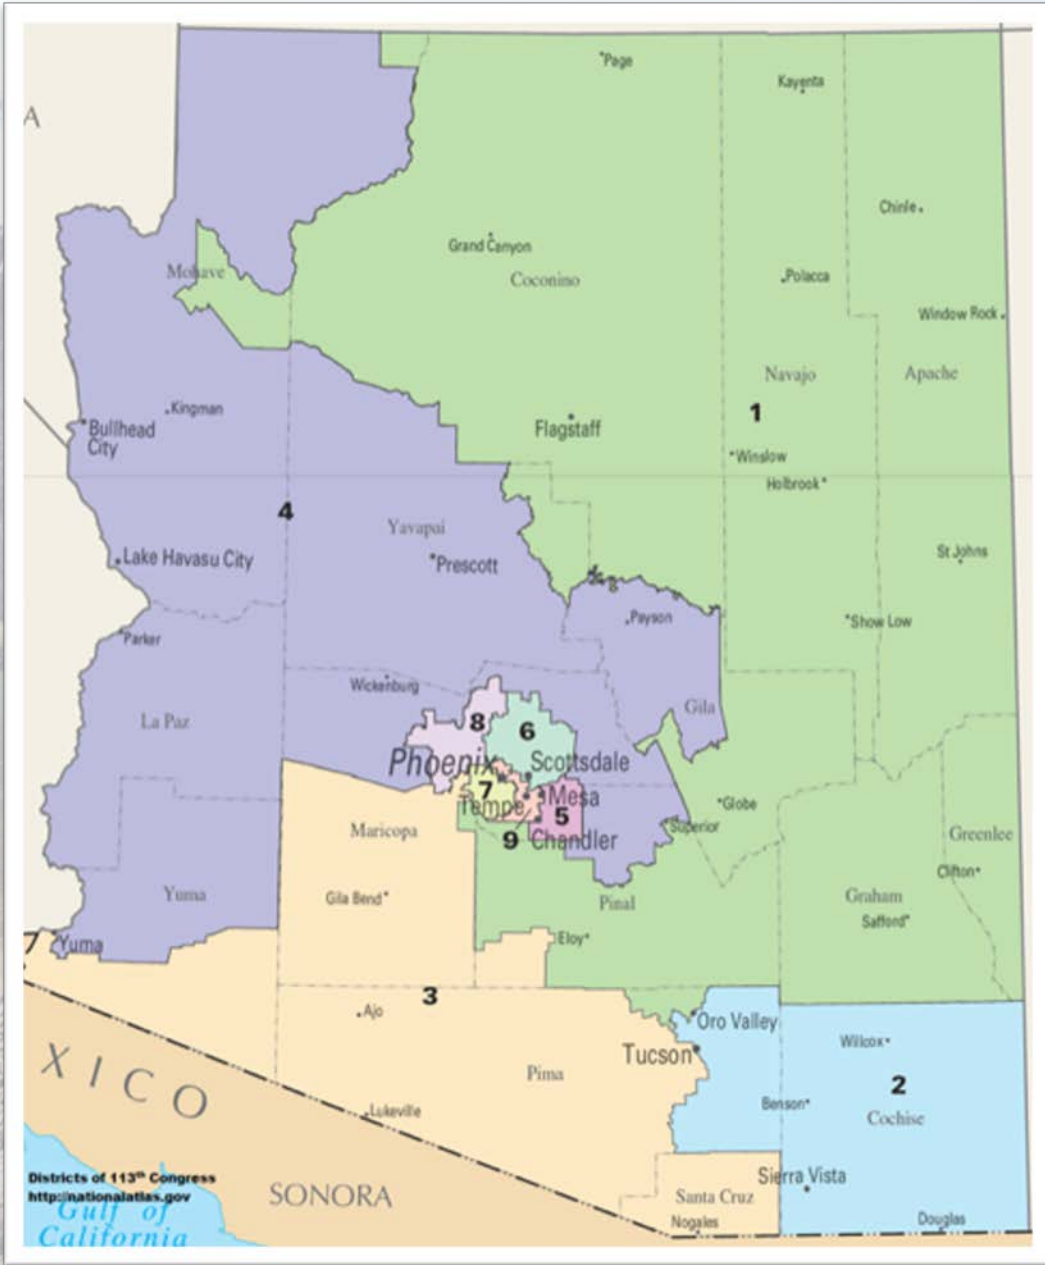 A
Page
Kayenta
Chinle
Grand Canyon
Mohave
Coconino
Polacca
Window Rock
Navajo
Apache
Kingman
1
Bullhead
City
Flagstaff
Winslow
Holbrook
4
Yavapai
St Johns
Lake Havasu City
Prescott
Payson
Show Low
Parker
Wickenburg
Gila
La Paz
8
6
Phoenix
Scottsdale
7
Mesa
Tempe
5
Globe
Superior
Maricopa
9
Chandler
Greenlee
Clifton
Yuma
Gila Bend
Pinal
Graham
Safford
7
Yuma
Eloy
3
Ajo
Oro Valley
Willcox
Tucson
Pima
2
XICO
Benson
Cochise
Lukeville
Districts of 113th Congress
http://nationalatlas.gov
SONORA
Sierra Vista
Santa Cruz
Gulf of
California
Nogales
Douglas